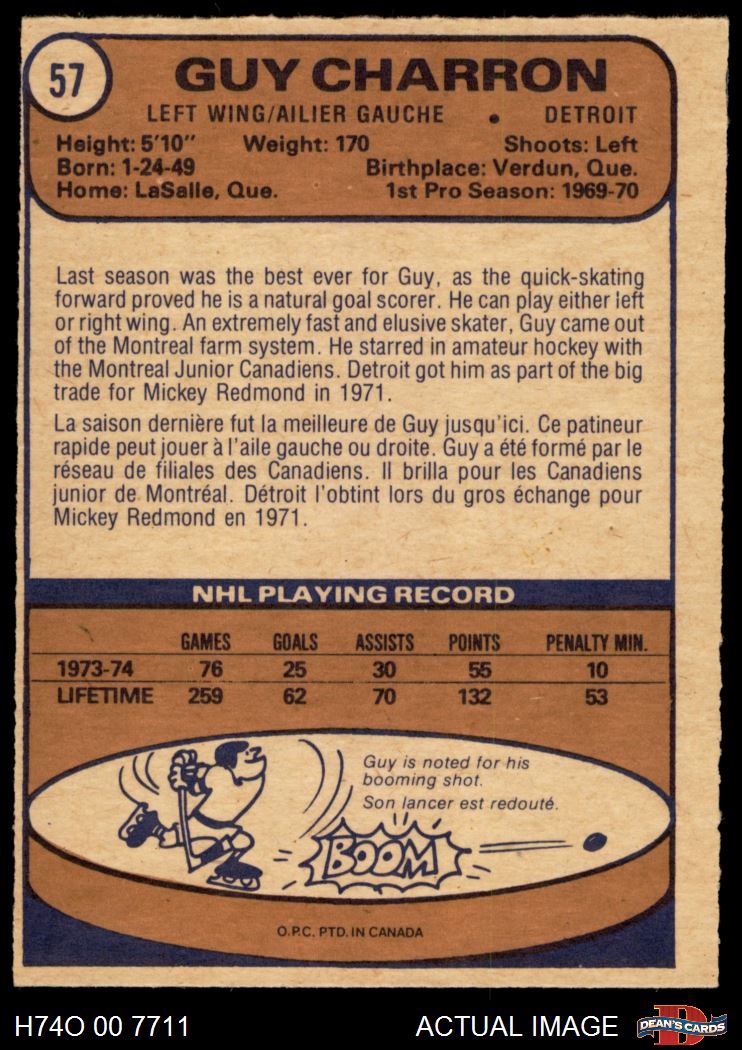 57
GUY CHARRON
LEFT WING/AILIER GAUCHE • DETROIT
Height: 5'10" Weight: 170 Shoots: Left
Born: 1-24-49 Birthplace: Verdun, Que.
Home: LaSalle, Que. 1st Pro Season: 1969-70
Last season was the best ever for Guy, as the quick-skating
forward proved he is a natural goal scorer. He can play either left
or right wing. An extremely fast and elusive skater, Guy came out
of the Montreal farm system. He starred in amateur hockey with
the Montreal Junior Canadiens. Detroit got him as part of the big
trade for Mickey Redmond in 1971.
La saison dernière fut la meilleure de Guy jusqu'ici. Ce patineur
rapide peut jouer à l'aile gauche ou droite. Guy a été formé par le
réseau de filiales des Canadiens. Il brilla pour les Canadiens
junior de Montréal. Détroit l'obtint lors du gros échange pour
Mickey Redmond en 1971.
NHL PLAYING RECORD
GAMES GOALS ASSISTS POINTS PENALTY MIN.
1973-74 76 25 30 55 10
LIFETIME 259 62 70 132 53
Guy is noted for his
booming shot.
Son lancer est redouté.
BOOM
O.P.C. PTD. IN CANADA
H74O 00 7711 ACTUAL IMAGE D DEAN'S CARDS